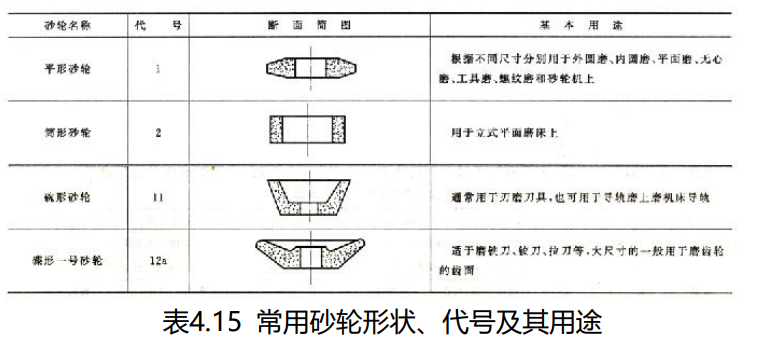 砂轮名称 代 号 断 面 简 图 基 本 用 途
平形砂轮 1 根据不同尺寸分别用于外圆磨、内圆磨、平面磨、无心
磨、工具磨、螺纹磨和砂轮机上
筒形砂轮 2 用于立式平面磨床上
碗形砂轮 11 通常用于刃磨刀具,也可用于导轨磨上磨机床导轨
碟形一号砂轮 12a 适于磨铣刀、铰刀、拉刀等,大尺寸的一般用于磨齿轮
的齿面
表4.15 常用砂轮形状、代号及其用途